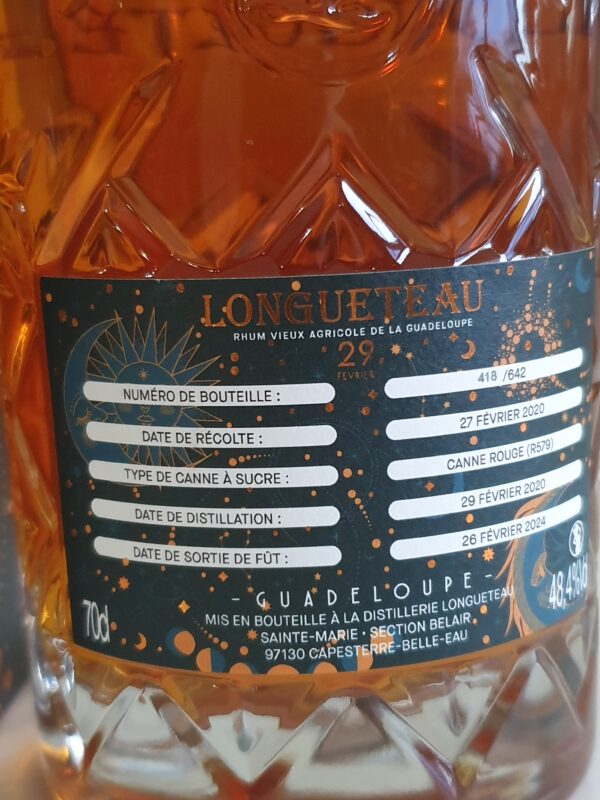 LONGUETEAU
RHUM VIEUX AGRICOLE DE LA GUADELOUPE
29
FÉVRIER
NUMÉRO DE BOUTEILLE : 418 /642
DATE DE RÉCOLTE : 27 FÉVRIER 2020
TYPE DE CANNE À SUCRE : CANNE ROUGE (R579)
DATE DE DISTILLATION : 29 FÉVRIER 2020
DATE DE SORTIE DE FÛT : 26 FÉVRIER 2024
- GUADELOUPE -
MIS EN BOUTEILLE À LA DISTILLERIE LONGUETEAU
SAINTE-MARIE · SECTION BELAIR
97130 CAPESTERRE-BELLE-EAU
70cl
48,4%